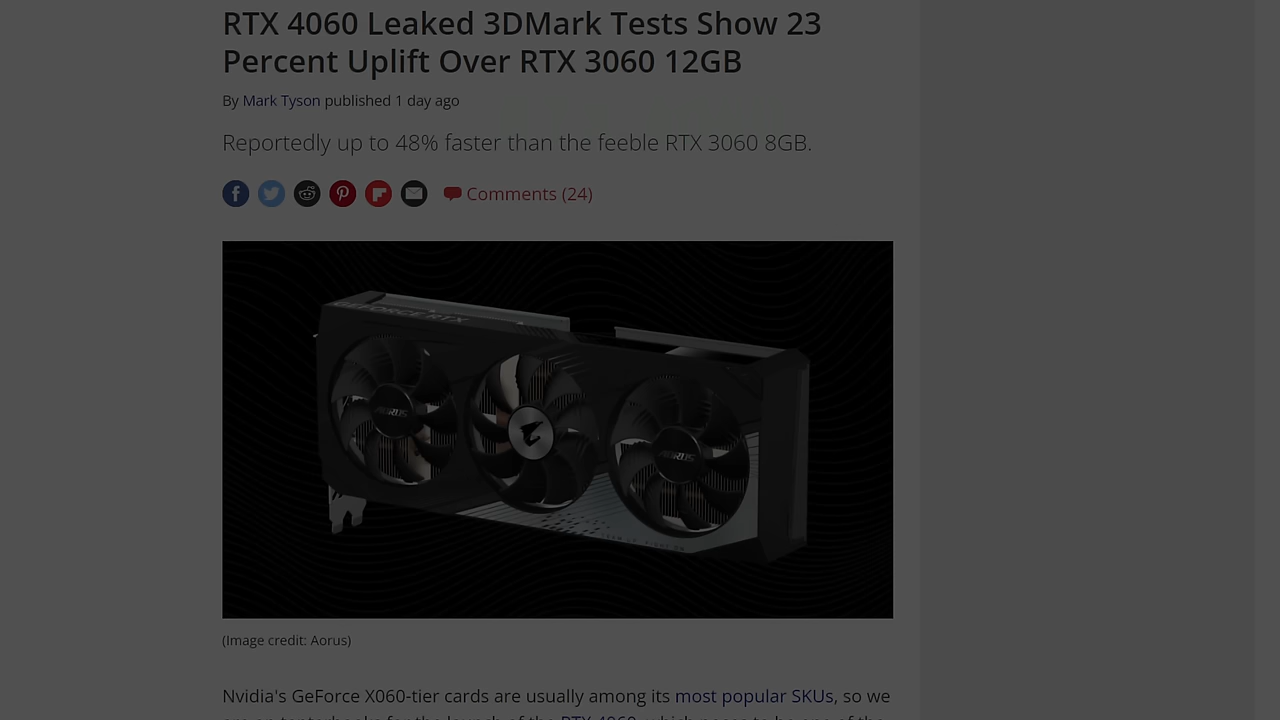 RTX 4060 Leaked 3DMark Tests Show 23
Percent Uplift Over RTX 3060 12GB
By Mark Tyson published 1 day ago
Reportedly up to 48% faster than the feeble RTX 3060 8GB.
Comments (24)
GEFORCE RTX
AORUS
AORUS
(Image credit: Aorus)
Nvidia's GeForce X060-tier cards are usually among its most popular SKUs, so we